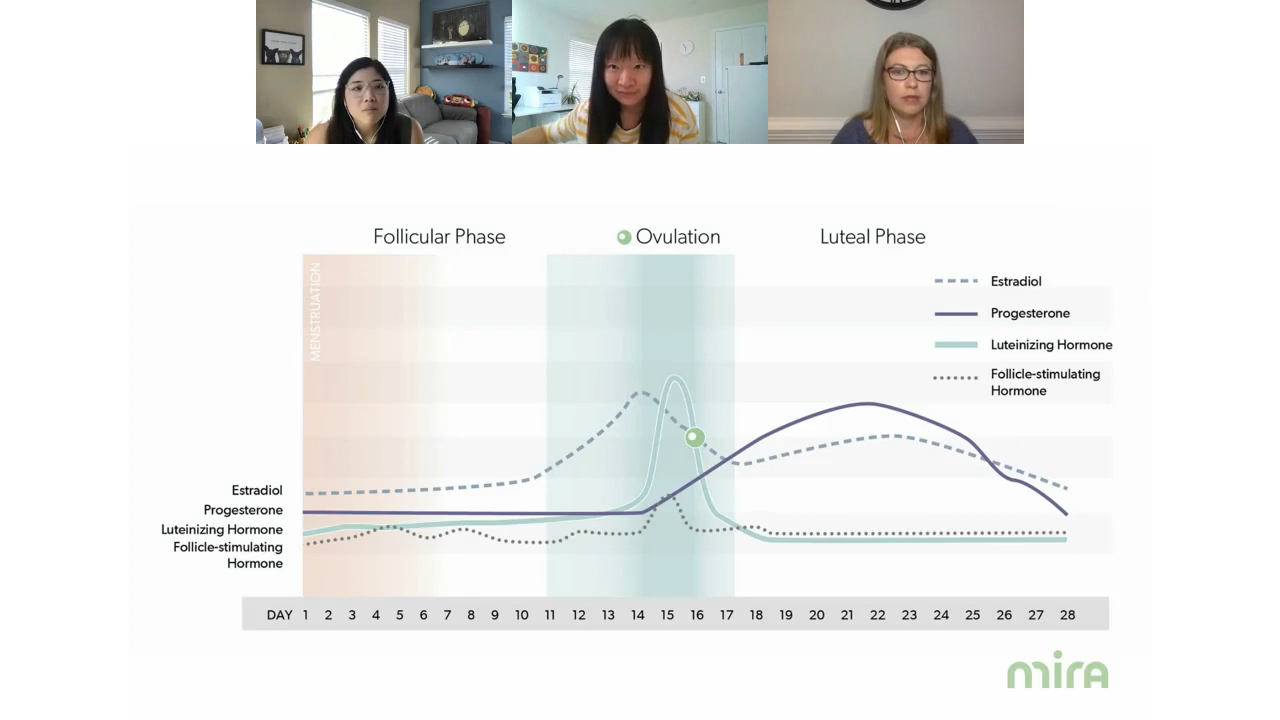 Follicular Phase
Ovulation
Luteal Phase
MENSTRUATION
Estradiol
Progesterone
Luteinizing Hormone
Follicle-stimulating
Hormone
Estradiol
Progesterone
Luteinizing Hormone
Follicle-stimulating
Hormone
DAY 1 2 3 4 5 6 7 8 9 10 11 12 13 14 15 16 17 18 19 20 21 22 23 24 25 26 27 28
mira